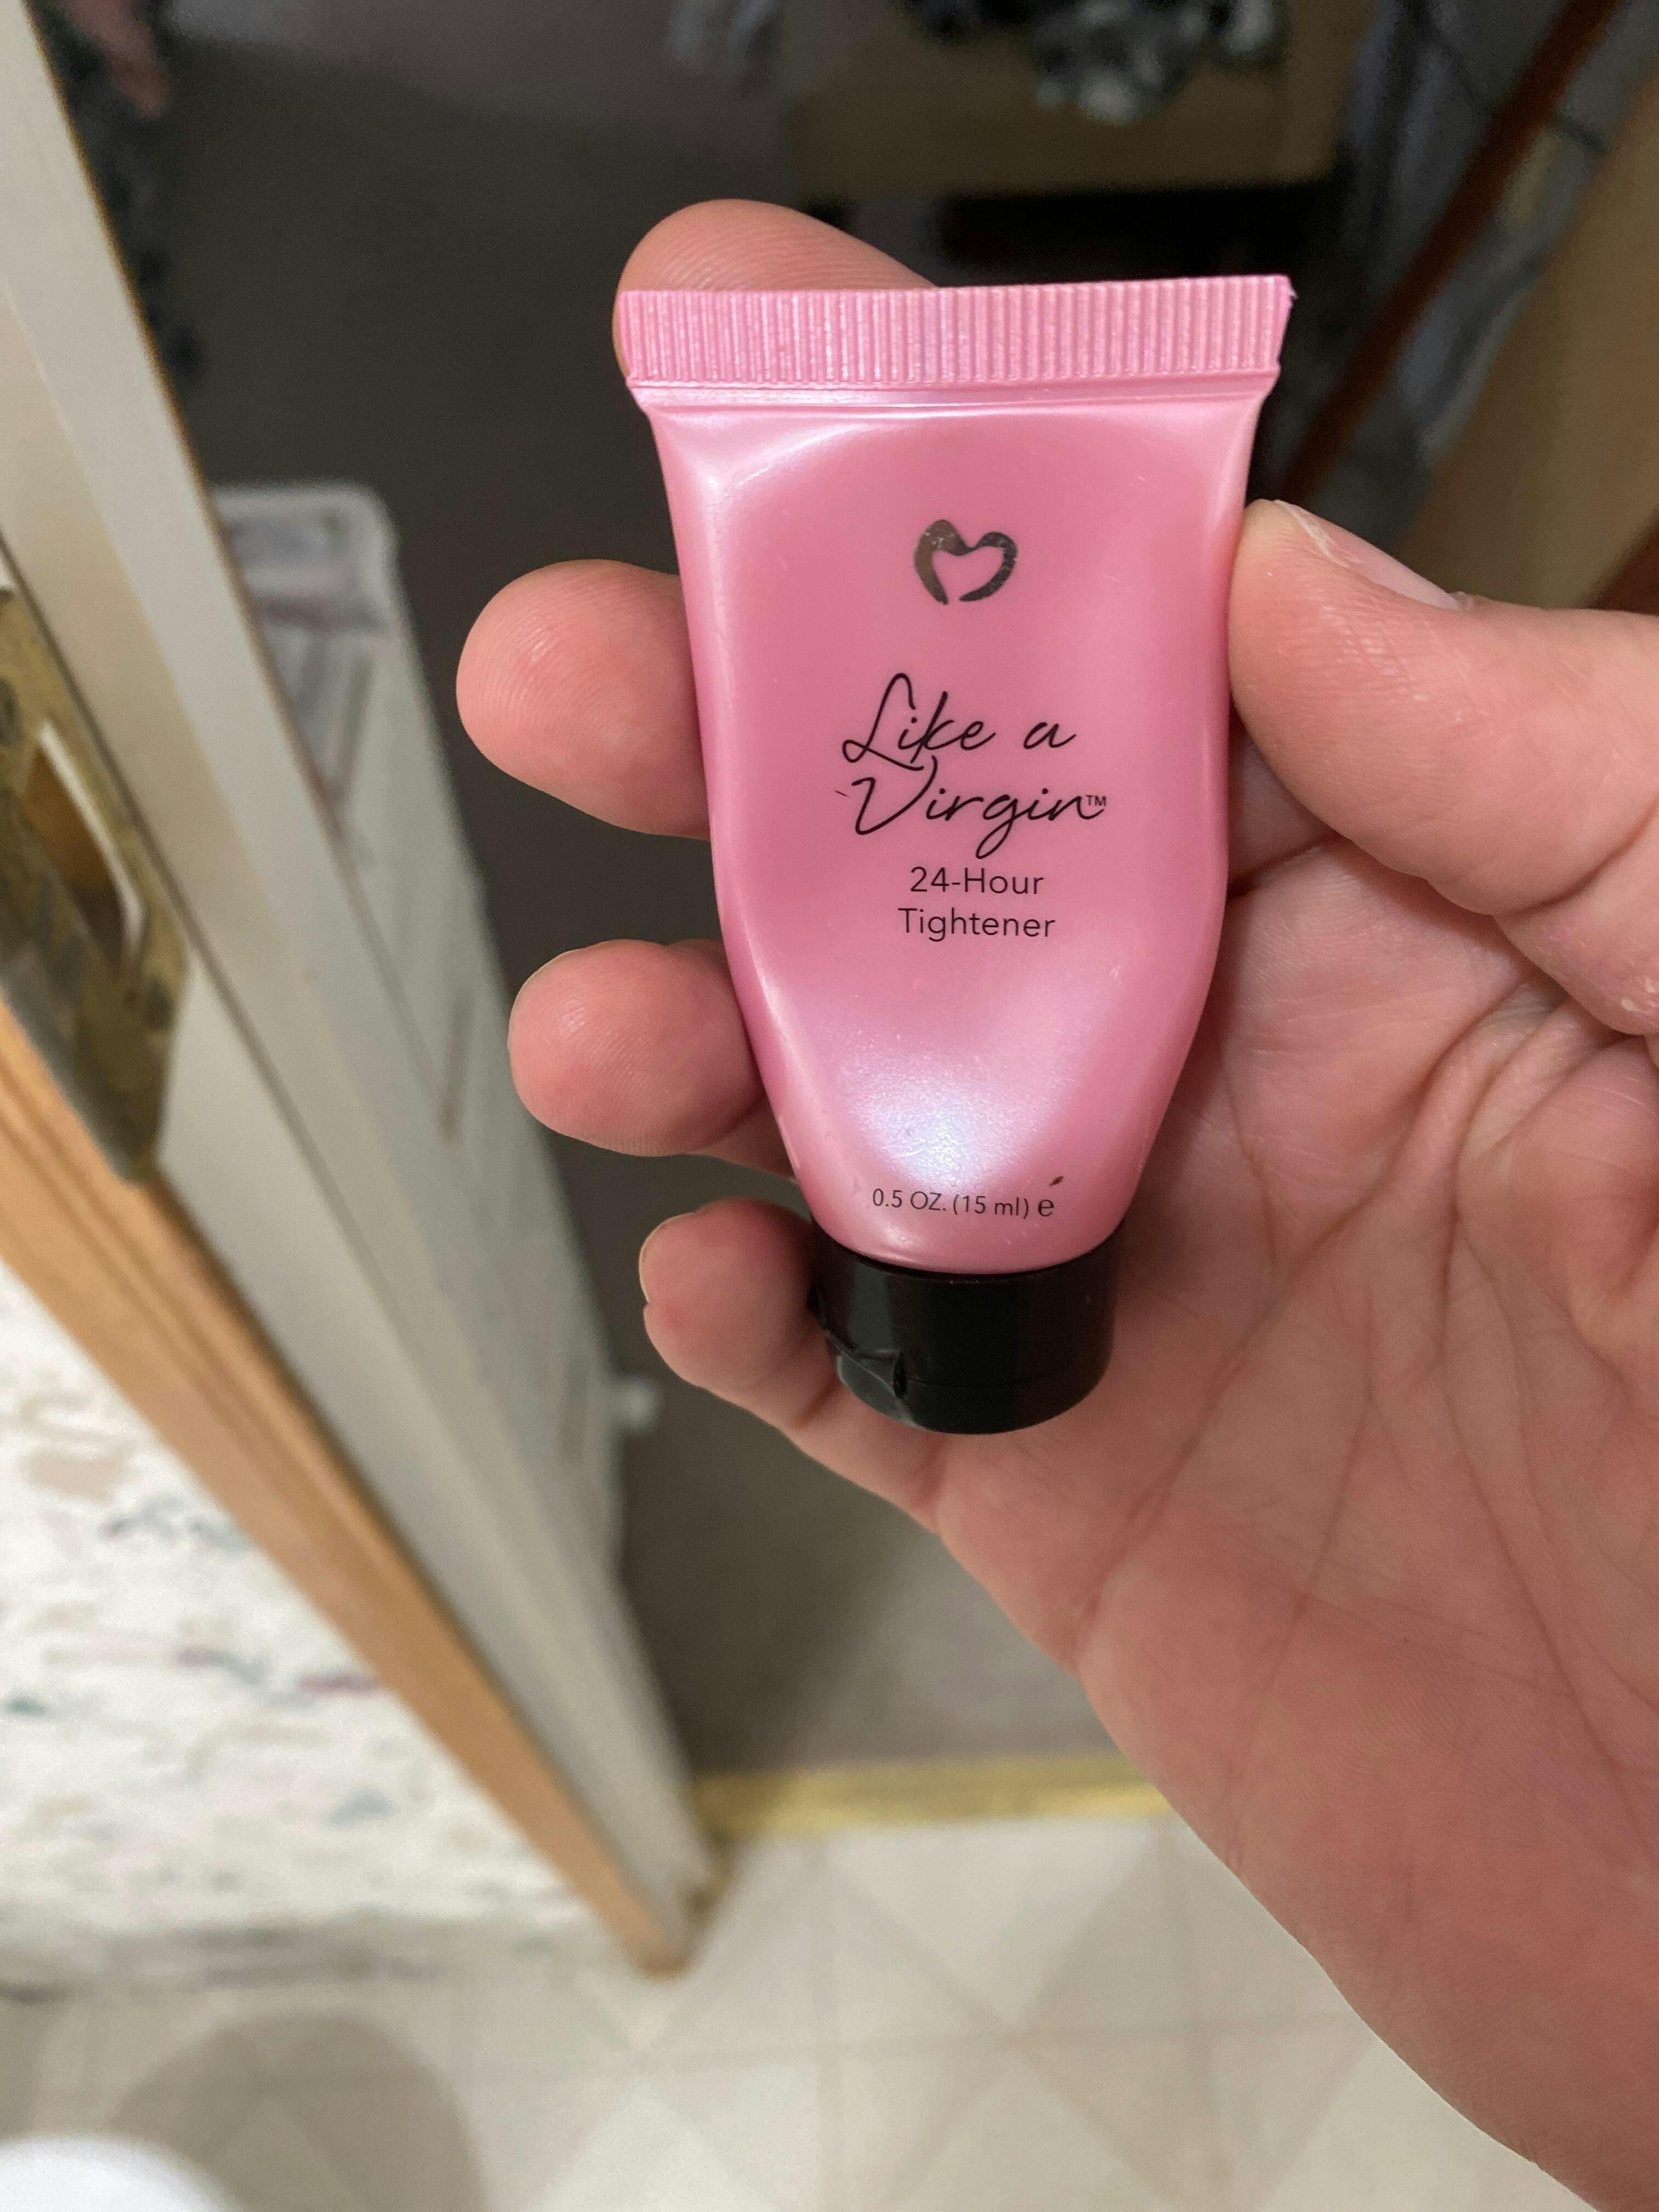 Like a
Virgin™
24-Hour
Tightener
0.5 OZ. (15 ml) ℮